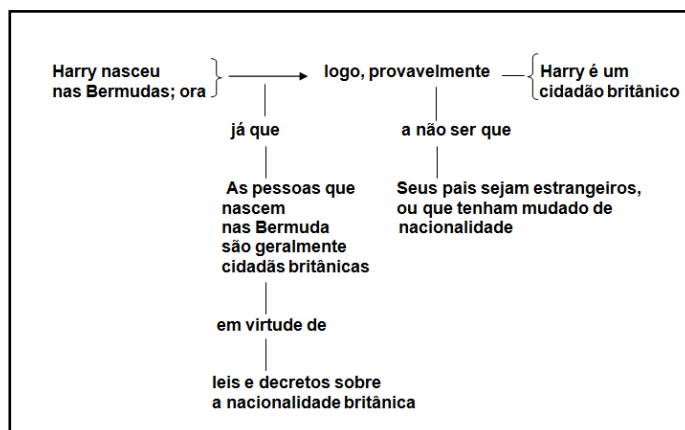 Harry nasceu
nas Bermudas; ora
logo, provavelmente
Harry é um
cidadão britânico
já que
a não ser que
As pessoas que
nascem
nas Bermuda
são geralmente
cidadãs britânicas
Seus pais sejam estrangeiros,
ou que tenham mudado de
nacionalidade
em virtude de
leis e decretos sobre
a nacionalidade britânica